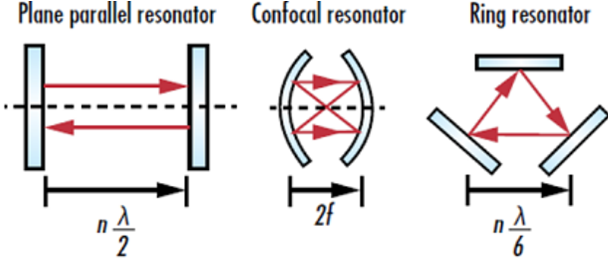 Plane parallel resonator
Confocal resonator
Ring resonator
n λ/2
2f
n λ/6